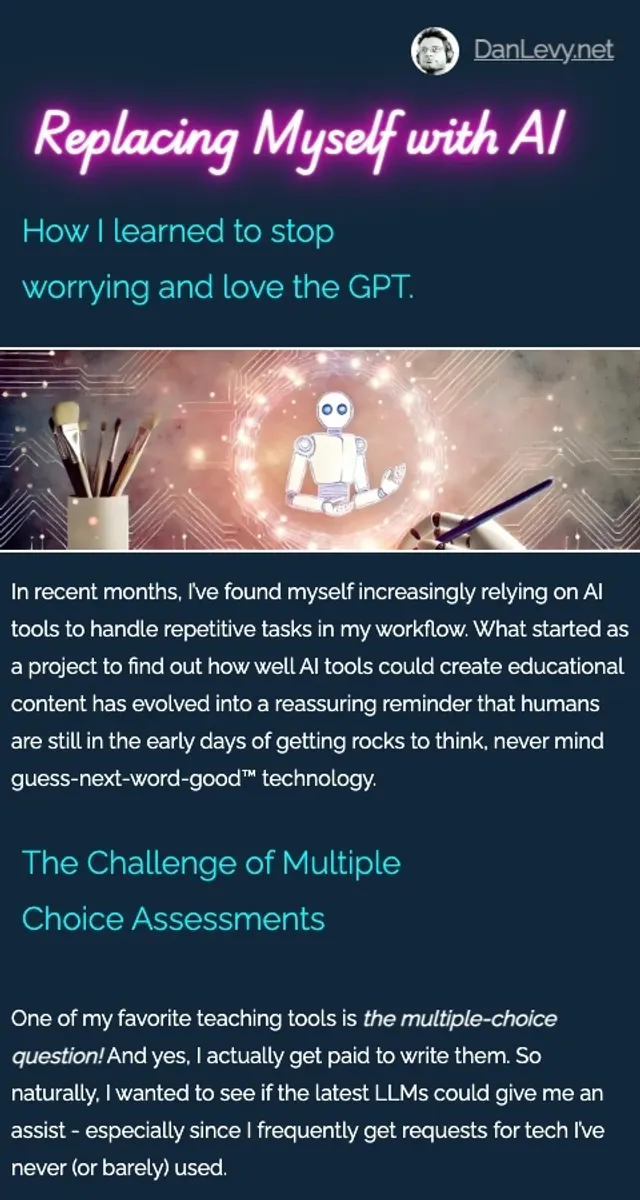 DanLevy.net
Replacing Myself with AI
How I learned to stop
worrying and love the GPT.
In recent months, I've found myself increasingly relying on AI
tools to handle repetitive tasks in my workflow. What started as
a project to find out how well AI tools could create educational
content has evolved into a reassuring reminder that humans
are still in the early days of getting rocks to think, never mind
guess-next-word-good™ technology.
The Challenge of Multiple
Choice Assessments
One of my favorite teaching tools is the multiple-choice
question! And yes, I actually get paid to write them. So
naturally, I wanted to see if the latest LLMs could give me an
assist - especially since I frequently get requests for tech I've
never (or barely) used.